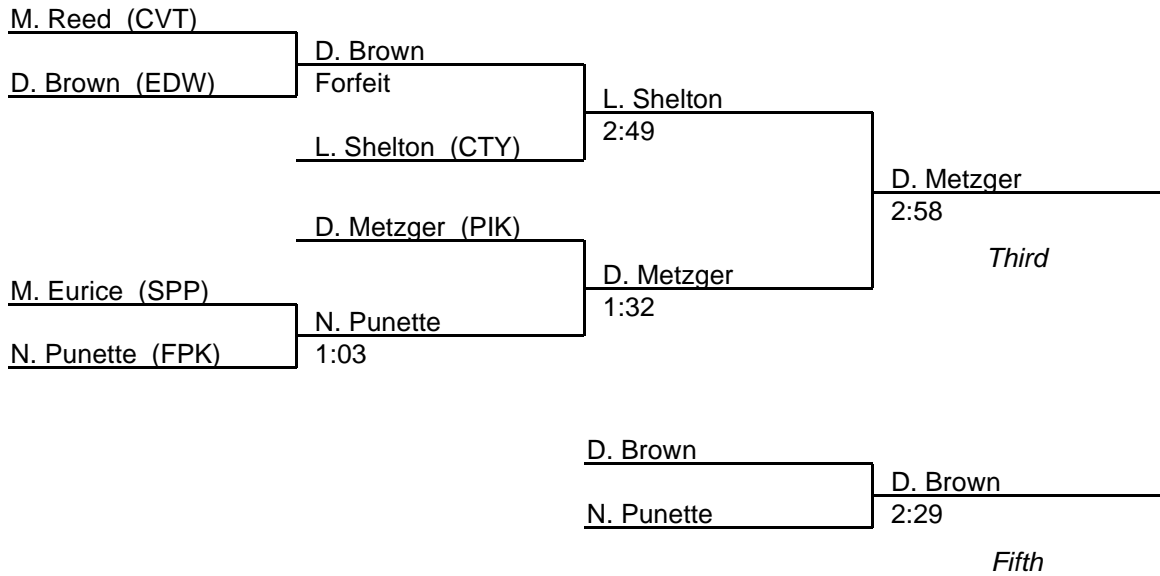 M. Reed (CVT)
D. Brown
D. Brown (EDW)
Forfeit
L. Shelton
2:49
L. Shelton (CTY)
D. Metzger
2:58
D. Metzger (PIK)
Third
D. Metzger
M. Eurice (SPP)
1:32
N. Punette
N. Punette (FPK)
1:03
D. Brown
D. Brown
N. Punette
2:29
Fifth